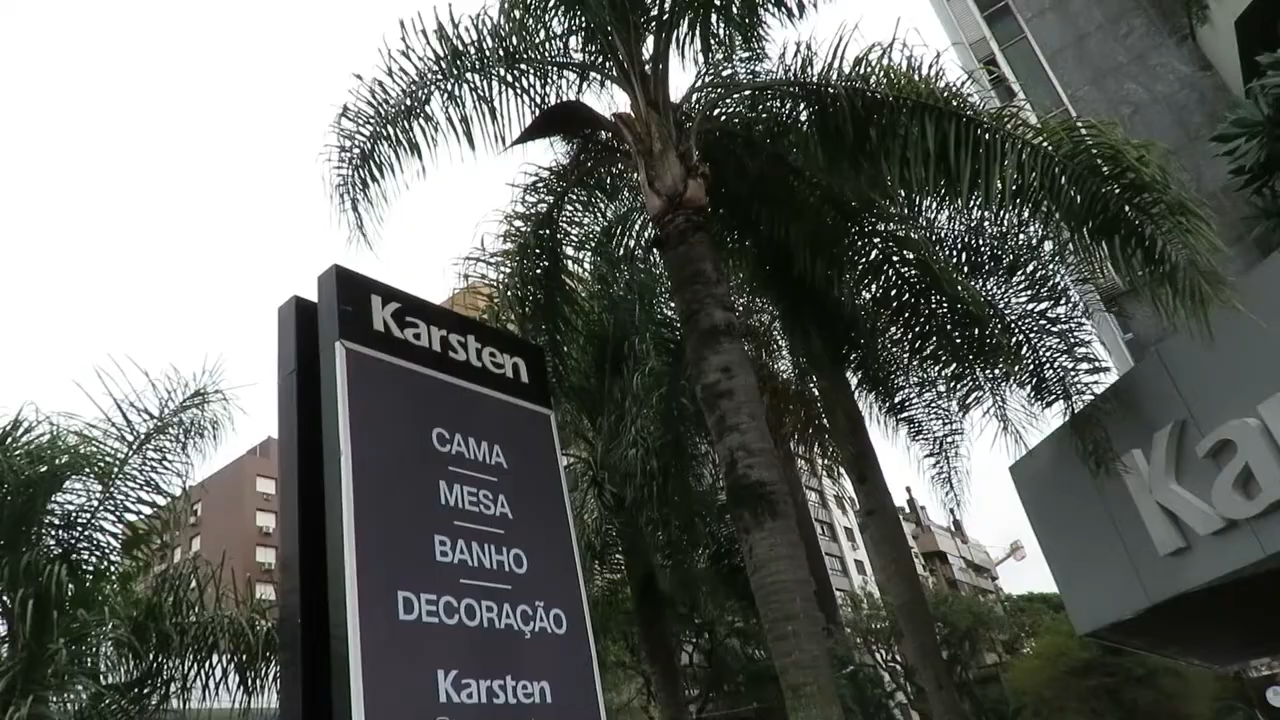 Karsten
CAMA
MESA
BANHO
DECORAÇÃO
Karsten
Kar